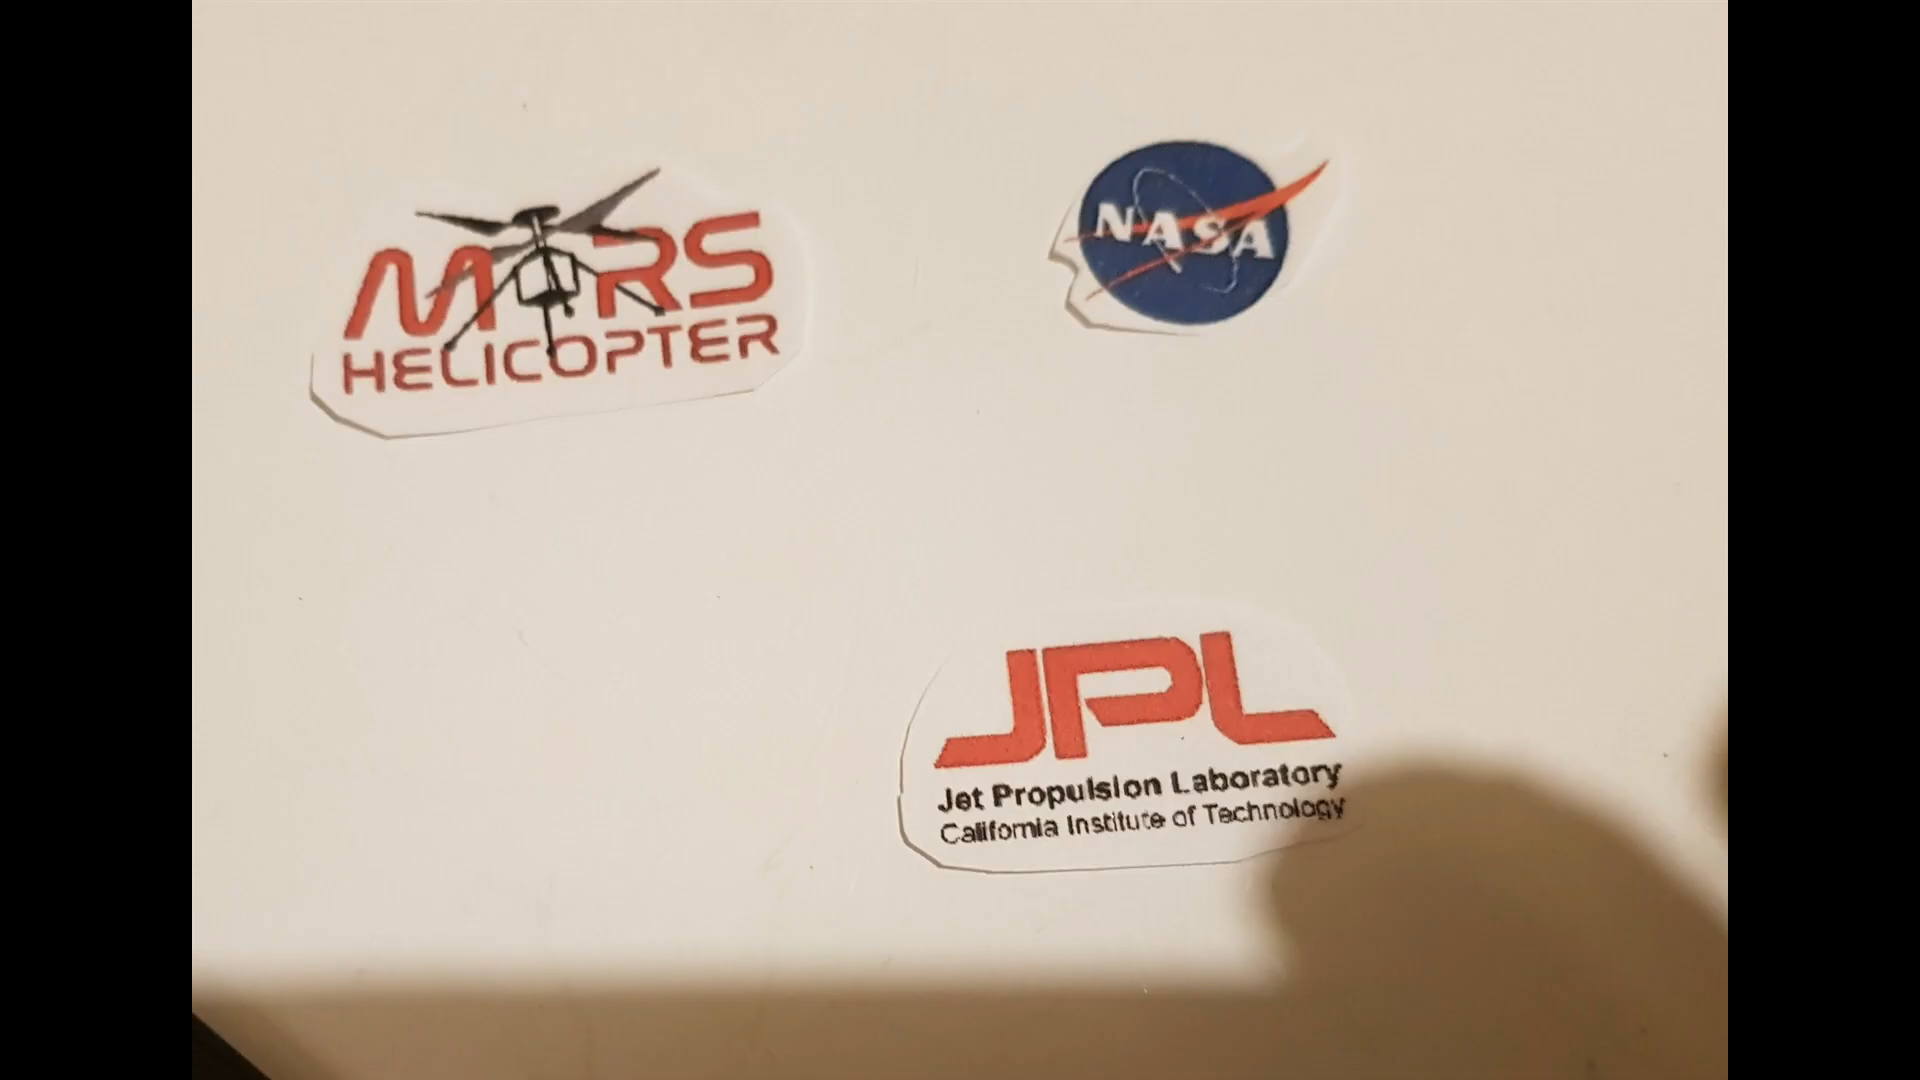 MARS
HELICOPTER
NASA
JPL
Jet Propulsion Laboratory
California Institute of Technology